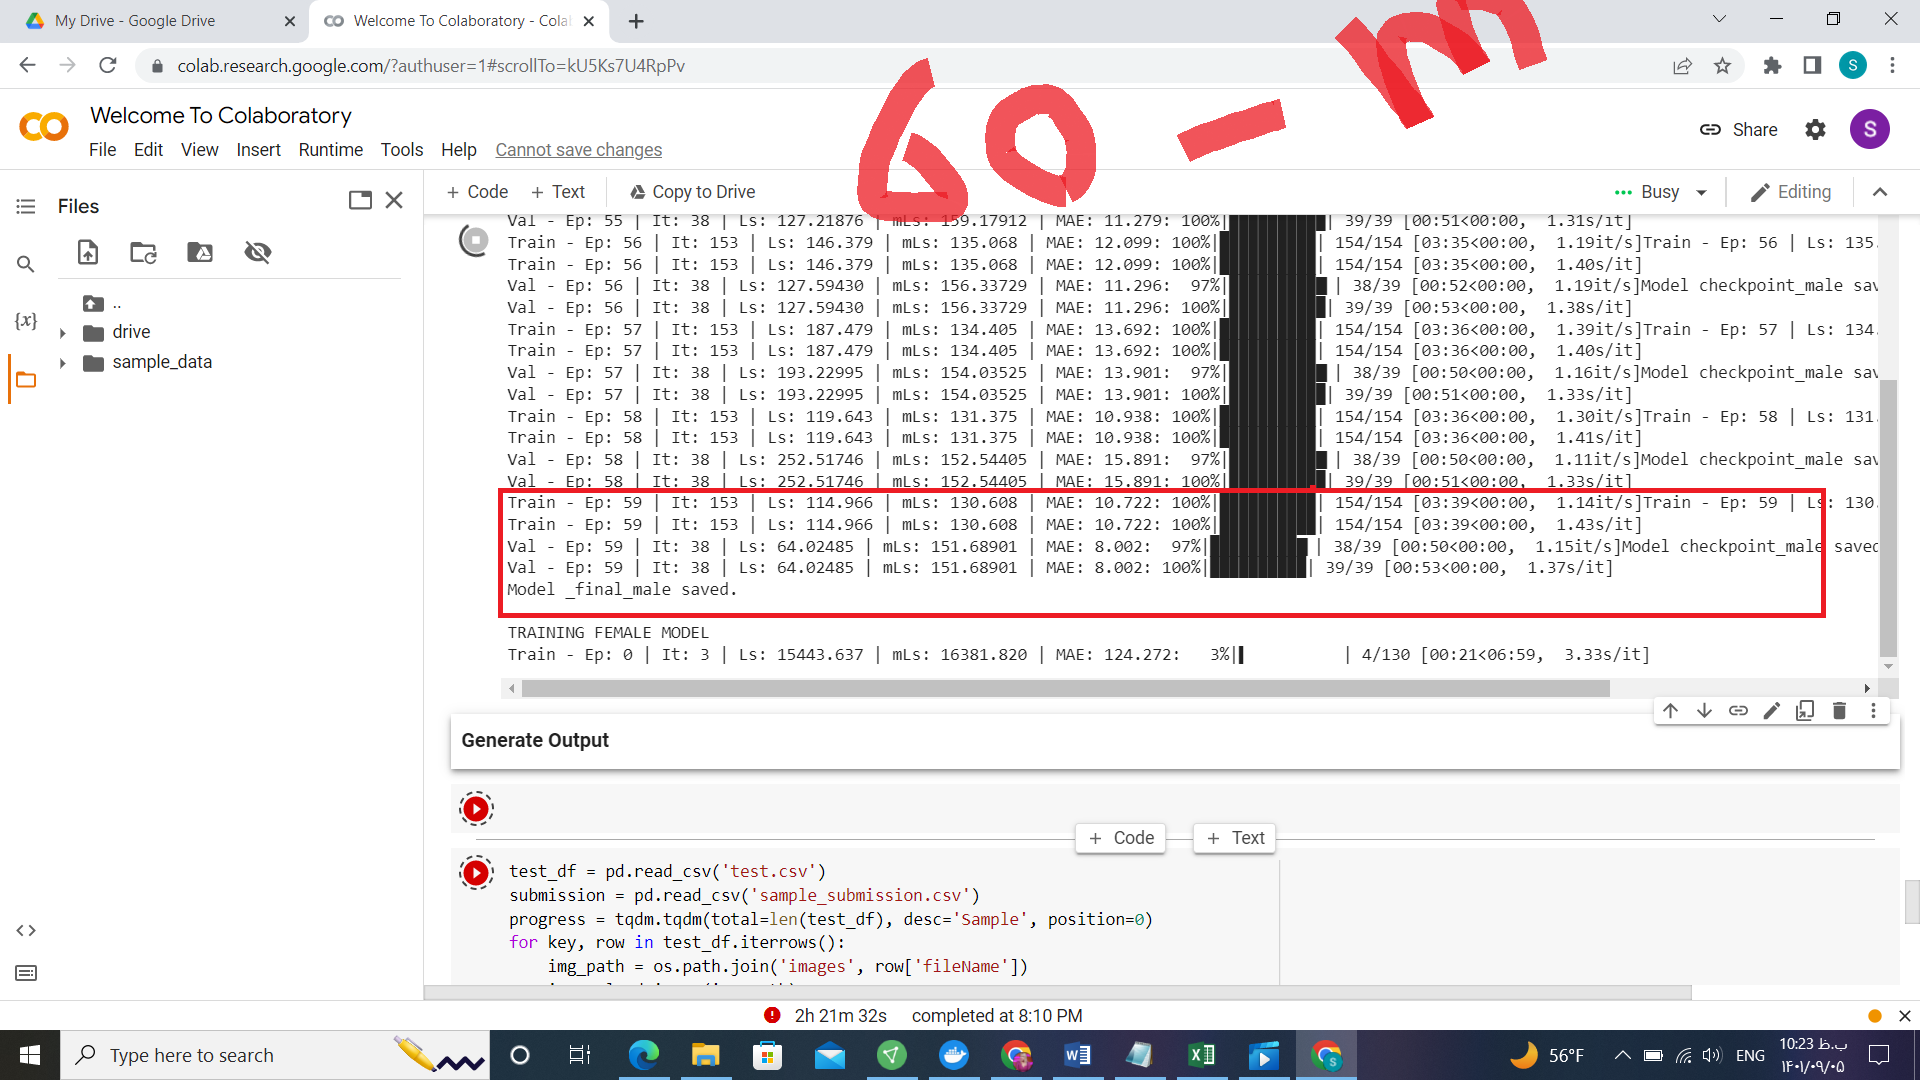 My Drive - Google Drive
Welcome To Colaboratory - Cola
colab.research.google.com/?authuser=1#scrollTo=kU5Ks7U4RpPv
S
60-m
Welcome To Colaboratory
File Edit View Insert Runtime Tools Help Cannot save changes
Share
S
Files
+ Code + Text Copy to Drive
Busy
Editing
..
drive
sample_data
{x}
Val - Ep: 55 | It: 38 | Ls: 127.21876 | mLs: 159.17912 | MAE: 11.279: 100%|██████████| 39/39 [00:51<00:00, 1.31s/it]
Train - Ep: 56 | It: 153 | Ls: 146.379 | mLs: 135.068 | MAE: 12.099: 100%|██████████| 154/154 [03:35<00:00, 1.19it/s]Train - Ep: 56 | Ls: 135.
Train - Ep: 56 | It: 153 | Ls: 146.379 | mLs: 135.068 | MAE: 12.099: 100%|██████████| 154/154 [03:35<00:00, 1.40s/it]
Val - Ep: 56 | It: 38 | Ls: 127.59430 | mLs: 156.33729 | MAE: 11.296: 97%|██████████ | 38/39 [00:52<00:00, 1.19it/s]Model checkpoint_male sav
Val - Ep: 56 | It: 38 | Ls: 127.59430 | mLs: 156.33729 | MAE: 11.296: 100%|██████████| 39/39 [00:53<00:00, 1.38s/it]
Train - Ep: 57 | It: 153 | Ls: 187.479 | mLs: 134.405 | MAE: 13.692: 100%|██████████| 154/154 [03:36<00:00, 1.39it/s]Train - Ep: 57 | Ls: 134.
Train - Ep: 57 | It: 153 | Ls: 187.479 | mLs: 134.405 | MAE: 13.692: 100%|██████████| 154/154 [03:36<00:00, 1.40s/it]
Val - Ep: 57 | It: 38 | Ls: 193.22995 | mLs: 154.03525 | MAE: 13.901: 97%|██████████ | 38/39 [00:50<00:00, 1.16it/s]Model checkpoint_male sav
Val - Ep: 57 | It: 38 | Ls: 193.22995 | mLs: 154.03525 | MAE: 13.901: 100%|██████████| 39/39 [00:51<00:00, 1.33s/it]
Train - Ep: 58 | It: 153 | Ls: 119.643 | mLs: 131.375 | MAE: 10.938: 100%|██████████| 154/154 [03:36<00:00, 1.30it/s]Train - Ep: 58 | Ls: 131.
Train - Ep: 58 | It: 153 | Ls: 119.643 | mLs: 131.375 | MAE: 10.938: 100%|██████████| 154/154 [03:36<00:00, 1.41s/it]
Val - Ep: 58 | It: 38 | Ls: 252.51746 | mLs: 152.54405 | MAE: 15.891: 97%|██████████ | 38/39 [00:50<00:00, 1.11it/s]Model checkpoint_male sav
Val - Ep: 58 | It: 38 | Ls: 252.51746 | mLs: 152.54405 | MAE: 15.891: 100%|██████████| 39/39 [00:51<00:00, 1.33s/it]
Train - Ep: 59 | It: 153 | Ls: 114.966 | mLs: 130.608 | MAE: 10.722: 100%|██████████| 154/154 [03:39<00:00, 1.14it/s]Train - Ep: 59 | Ls: 130.
Train - Ep: 59 | It: 153 | Ls: 114.966 | mLs: 130.608 | MAE: 10.722: 100%|██████████| 154/154 [03:39<00:00, 1.43s/it]
Val - Ep: 59 | It: 38 | Ls: 64.02485 | mLs: 151.68901 | MAE: 8.002: 97%|██████████ | 38/39 [00:50<00:00, 1.15it/s]Model checkpoint_male saved
Val - Ep: 59 | It: 38 | Ls: 64.02485 | mLs: 151.68901 | MAE: 8.002: 100%|██████████| 39/39 [00:53<00:00, 1.37s/it]
Model _final_male saved.
TRAINING FEMALE MODEL
Train - Ep: 0 | It: 3 | Ls: 15443.637 | mLs: 16381.820 | MAE: 124.272: 3%|▌ | 4/130 [00:21<06:59, 3.33s/it]
Generate Output
+ Code + Text
test_df = pd.read_csv('test.csv')
submission = pd.read_csv('sample_submission.csv')
progress = tqdm.tqdm(total=len(test_df), desc='Sample', position=0)
for key, row in test_df.iterrows():
img_path = os.path.join('images', row['fileName'])
2h 21m 32s completed at 8:10 PM
Type here to search
56°F
ENG
10:23 ب.ظ
۱۴۰۱/۰۹/۰۵